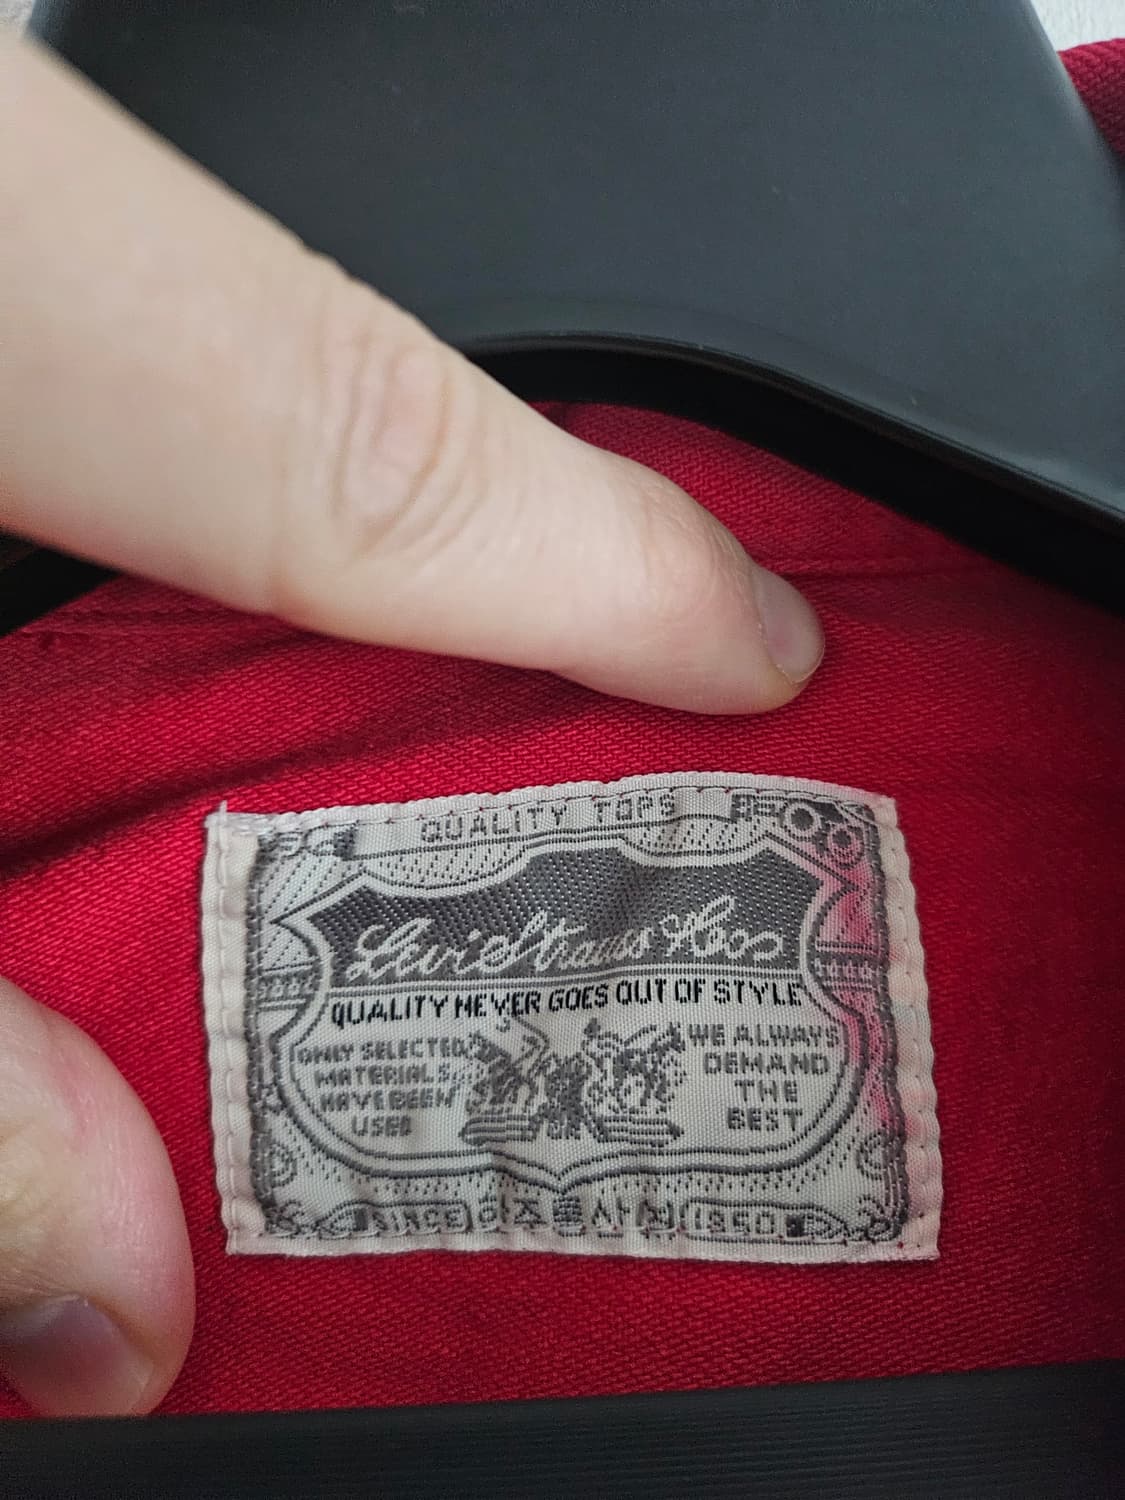 QUALITY TOPS
Levi Strauss & Co
QUALITY NEVER GOES OUT OF STYLE
ONLY SELECTED
MATERIALS
HAVE BEEN
USED
WE ALWAYS
DEMAND
THE
BEST
SINCE 1850